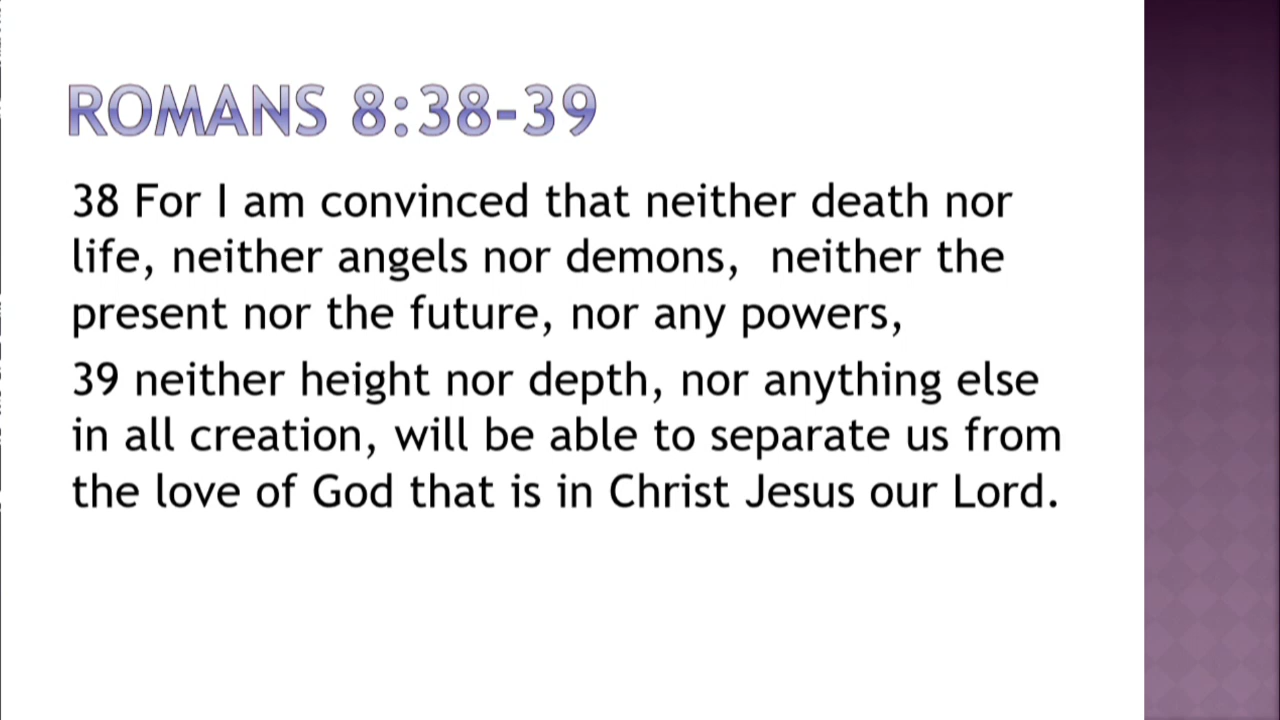 ROMANS 8:38-39
38 For I am convinced that neither death nor
life, neither angels nor demons,  neither the
present nor the future, nor any powers,
39 neither height nor depth, nor anything else
in all creation, will be able to separate us from
the love of God that is in Christ Jesus our Lord.